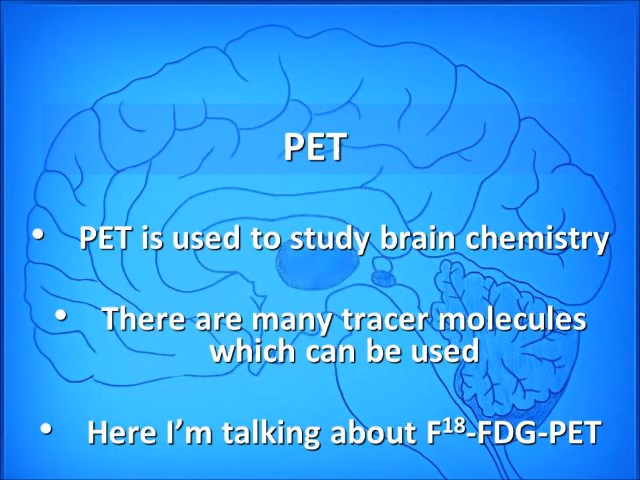 PET
• PET is used to study brain chemistry
• There are many tracer molecules
which can be used
• Here I’m talking about F¹⁸-FDG-PET